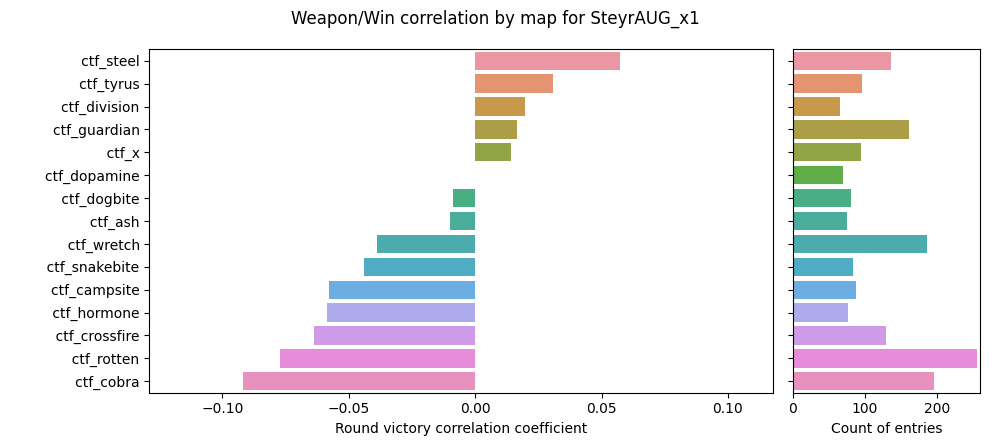 Weapon/Win correlation by map for SteyrAUG_x1
ctf_steel
ctf_tyrus
ctf_division
ctf_guardian
ctf_x
ctf_dopamine
ctf_dogbite
ctf_ash
ctf_wretch
ctf_snakebite
ctf_campsite
ctf_hormone
ctf_crossfire
ctf_rotten
ctf_cobra
−0.10 −0.05 0.00 0.05 0.10 0 100 200
Round victory correlation coefficient Count of entries